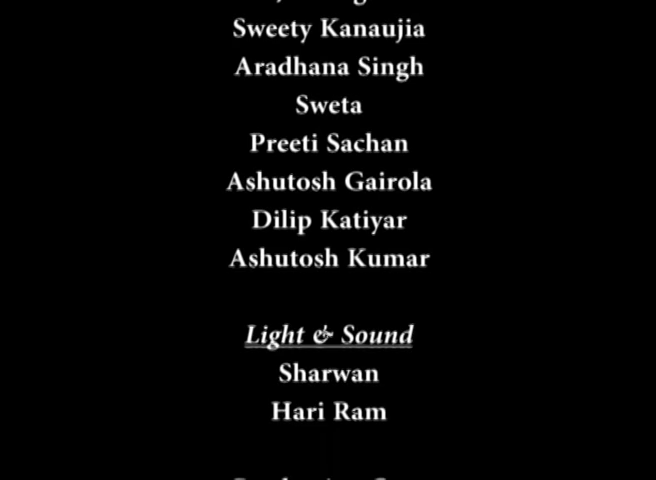 Sweety Kanaujia
Aradhana Singh
Sweta
Preeti Sachan
Ashutosh Gairola
Dilip Katiyar
Ashutosh Kumar
Light & Sound
Sharwan
Hari Ram